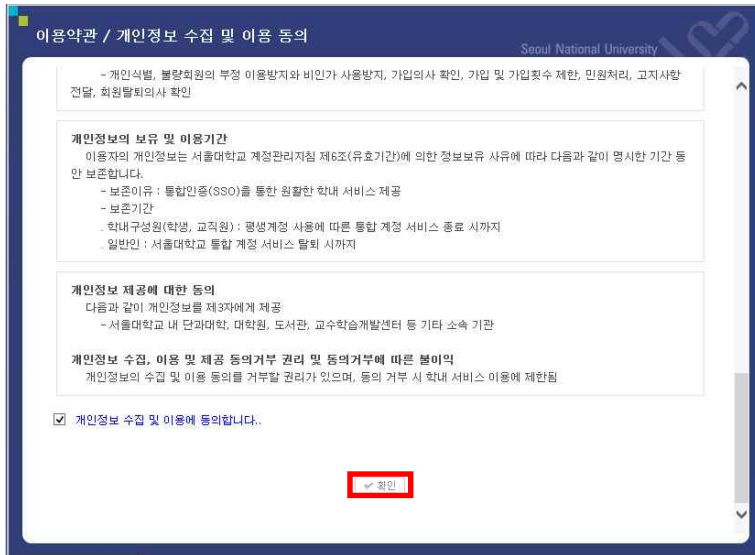 이용약관 / 개인정보 수집 및 이용 동의
Seoul National University
- 개인식별, 불량회원의 부정 이용방지와 비인가 사용방지, 가입의사 확인, 가입 및 가입횟수 제한, 민원처리, 고지사항
전달, 회원탈퇴의사 확인
개인정보의 보유 및 이용기간
이용자의 개인정보는 서울대학교 계정관리지침 제6조(유효기간)에 의한 정보보유 사유에 따라 다음과 같이 명시한 기간 동
안 보존합니다.
- 보존이유 : 통합인증(SSO)을 통한 원활한 학내 서비스 제공
- 보존기간
. 학내구성원(학생, 교직원) : 평생계정 사용에 따른 통합 계정 서비스 종료 시까지
. 일반인 : 서울대학교 통합 계정 서비스 탈퇴 시까지
개인정보 제공에 대한 동의
다음과 같이 개인정보를 제3자에게 제공
- 서울대학교 내 단과대학, 대학원, 도서관, 교수학습개발센터 등 기타 소속 기관
개인정보 수집, 이용 및 제공 동의거부 권리 및 동의거부에 따른 불이익
개인정보의 수집 및 이용 동의를 거부할 권리가 있으며, 동의 거부 시 학내 서비스 이용에 제한됨
개인정보 수집 및 이용에 동의합니다..
확인